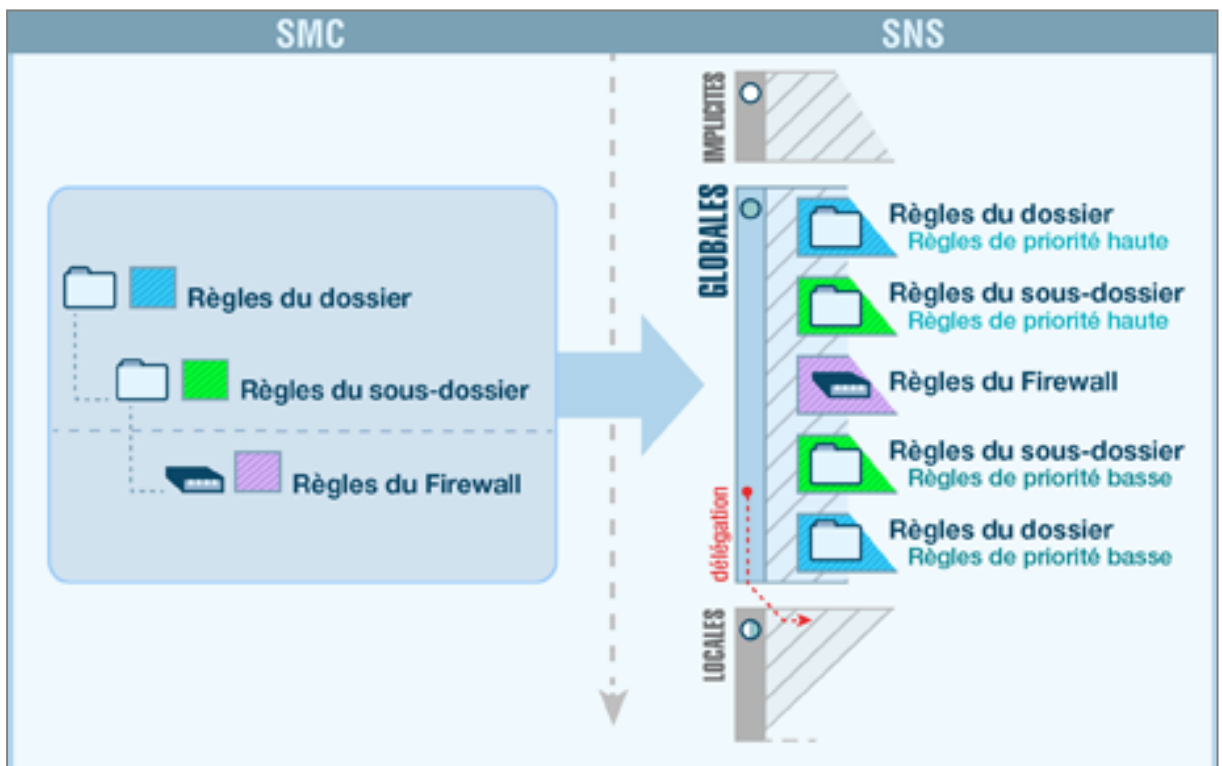 SMC
SNS
Règles du dossier
Règles du sous-dossier
Règles du Firewall
IMPLICITES
GLOBALES
Règles du dossier
Règles de priorité haute
Règles du sous-dossier
Règles de priorité haute
Règles du Firewall
Règles du sous-dossier
Règles de priorité basse
Règles du dossier
Règles de priorité basse
délégation
LOCALES